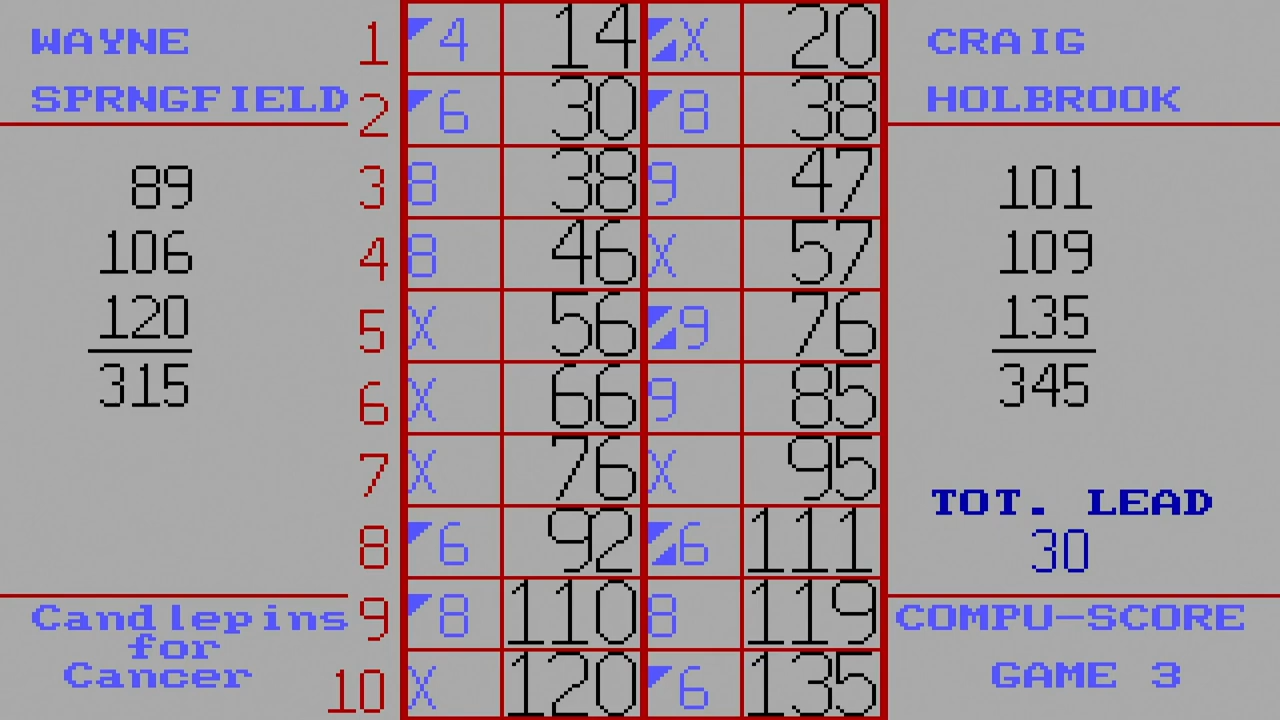 WAYNE
SPRNGFIELD
89
106
120
315
1 4 14 X 20
2 6 30 8 38
3 8 38 9 47
4 8 46 X 57
5 X 56 9 76
6 X 66 9 85
7 X 76 X 95
8 6 92 6 111
9 8 110 8 119
10 X 120 6 135
CRAIG
HOLBROOK
101
109
135
345
TOT. LEAD
30
Candlepins
for
Cancer
COMPU-SCORE
GAME 3